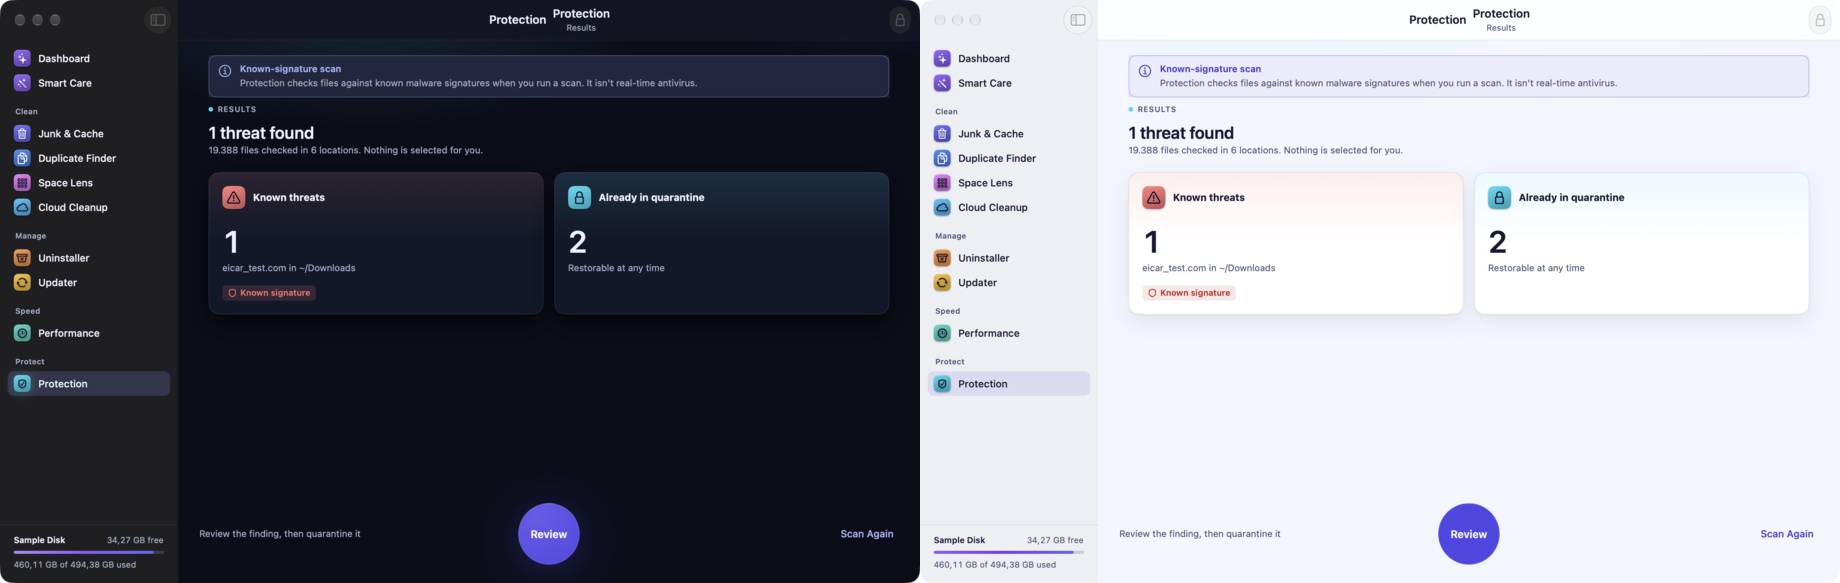 Protection
Protection
Results
Dashboard
Smart Care
Clean
Junk & Cache
Duplicate Finder
Space Lens
Cloud Cleanup
Manage
Uninstaller
Updater
Speed
Performance
Protect
Protection
Sample Disk
34,27 GB free
460,11 GB of 494,38 GB used
Known-signature scan
Protection checks files against known malware signatures when you run a scan. It isn't real-time antivirus.
RESULTS
1 threat found
19.388 files checked in 6 locations. Nothing is selected for you.
Known threats
1
eicar_test.com in ~/Downloads
Known signature
Already in quarantine
2
Restorable at any time
Review the finding, then quarantine it
Review
Scan Again
Protection
Protection
Results
Dashboard
Smart Care
Clean
Junk & Cache
Duplicate Finder
Space Lens
Cloud Cleanup
Manage
Uninstaller
Updater
Speed
Performance
Protect
Protection
Sample Disk
34,27 GB free
460,11 GB of 494,38 GB used
Known-signature scan
Protection checks files against known malware signatures when you run a scan. It isn't real-time antivirus.
RESULTS
1 threat found
19.388 files checked in 6 locations. Nothing is selected for you.
Known threats
1
eicar_test.com in ~/Downloads
Known signature
Already in quarantine
2
Restorable at any time
Review the finding, then quarantine it
Review
Scan Again